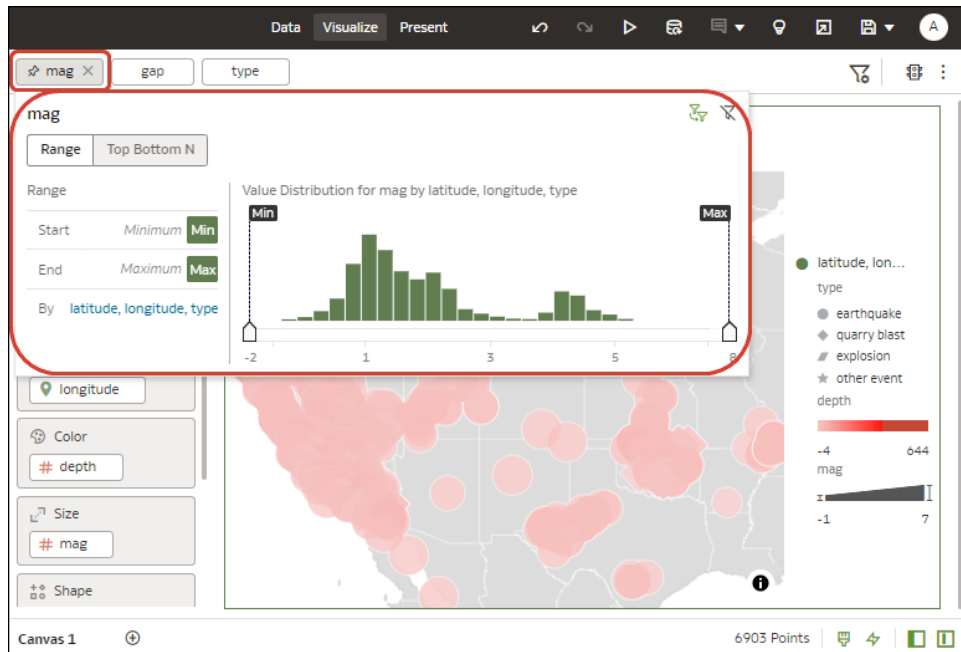 Data Visualize Present A
mag gap type
mag
Range Top Bottom N
Range
Start Minimum Min
End Maximum Max
By latitude, longitude, type
Value Distribution for mag by latitude, longitude, type
Min Max
-2 1 3 5 8
longitude
Color
# depth
Size
# mag
Shape
latitude, lon...
type
earthquake
quarry blast
explosion
other event
depth
-4 644
mag
-1 7
Canvas 1 6903 Points